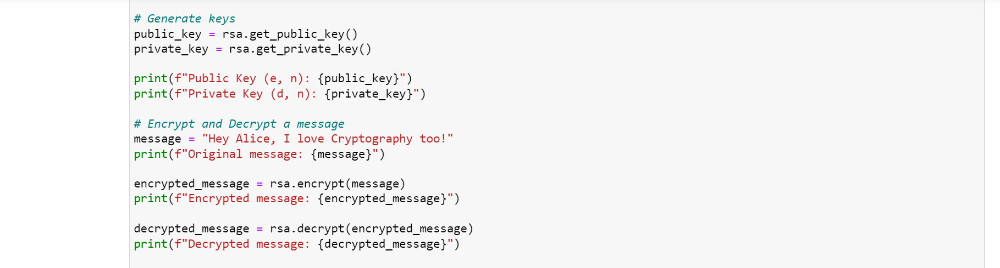 # Generate keys
public_key = rsa.get_public_key()
private_key = rsa.get_private_key()
print(f"Public Key (e, n): {public_key}")
print(f"Private Key (d, n): {private_key}")
# Encrypt and Decrypt a message
message = "Hey Alice, I love Cryptography too!"
print(f"Original message: {message}")
encrypted_message = rsa.encrypt(message)
print(f"Encrypted message: {encrypted_message}")
decrypted_message = rsa.decrypt(encrypted_message)
print(f"Decrypted message: {decrypted_message}")